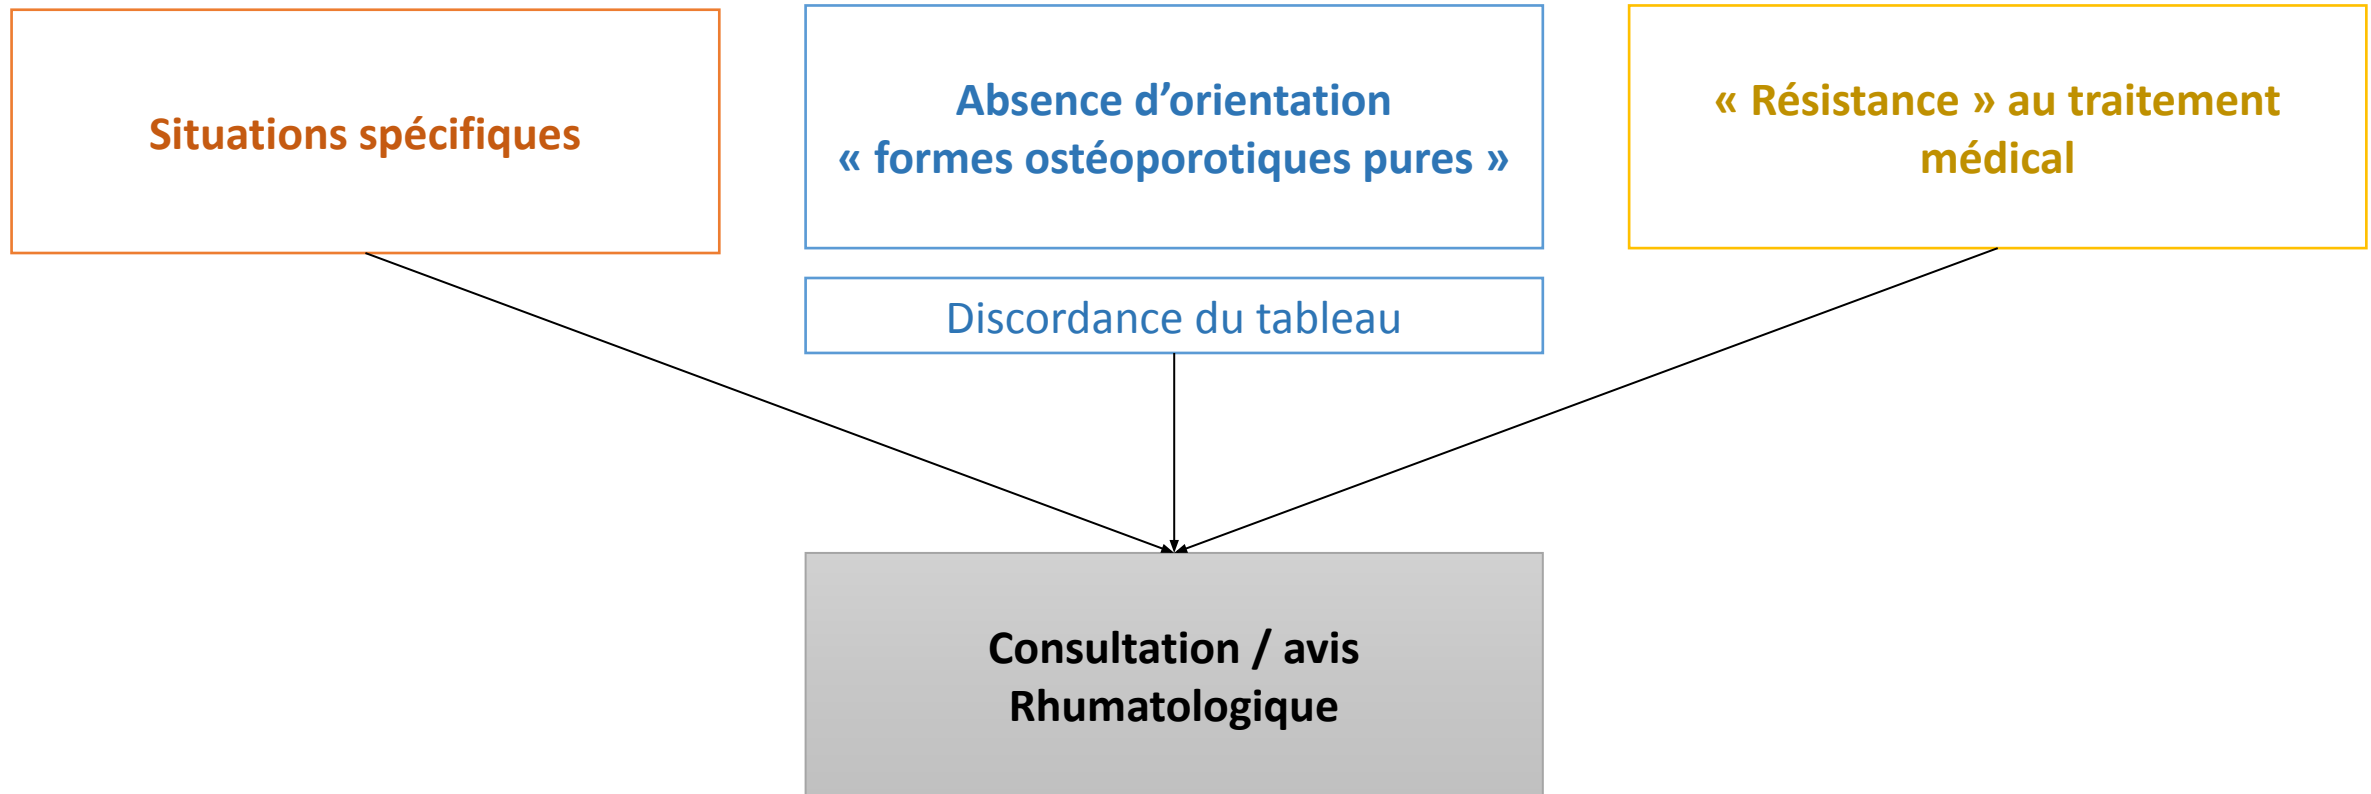 Situations spécifiques
Absence d’orientation
« formes ostéoporotiques pures »
« Résistance » au traitement
médical
Discordance du tableau
Consultation / avis
Rhumatologique